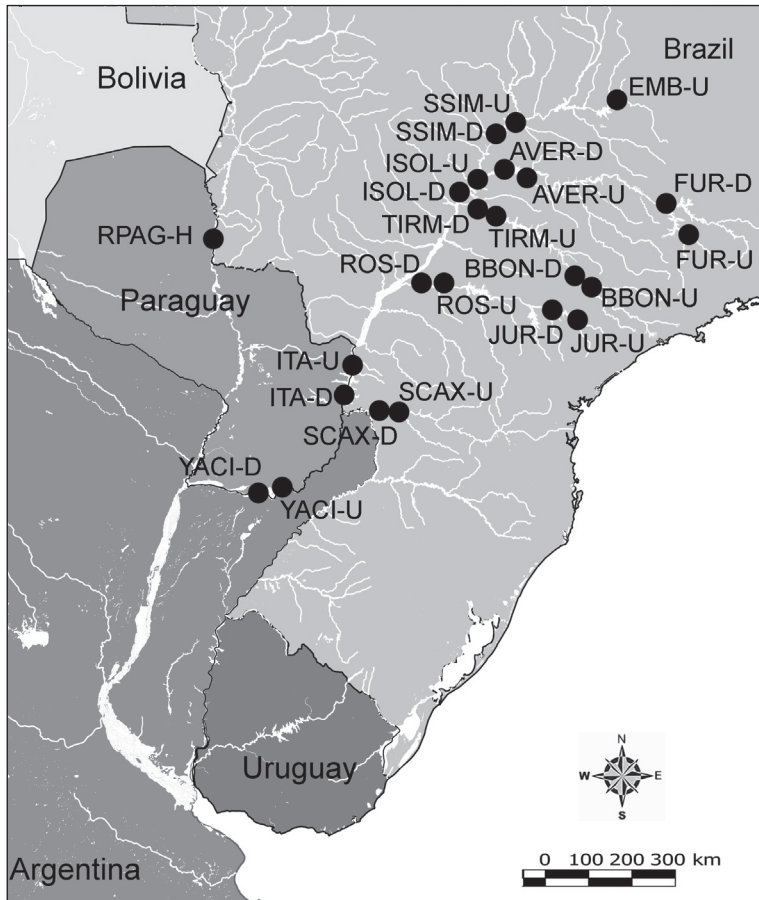 Brazil
Bolivia
EMB-U
SSIM-U
SSIM-D
AVER-D
ISOL-U
AVER-U
FUR-D
ISOL-D
TIRM-D
TIRM-U
RPAG-H
FUR-U
ROS-D
BBON-D
BBON-U
Paraguay
ROS-U
JUR-D
JUR-U
ITA-U
ITA-D
SCAX-U
SCAX-D
YACI-D
YACI-U
N
W
E
S
Uruguay
Argentina
0 100 200 300 km